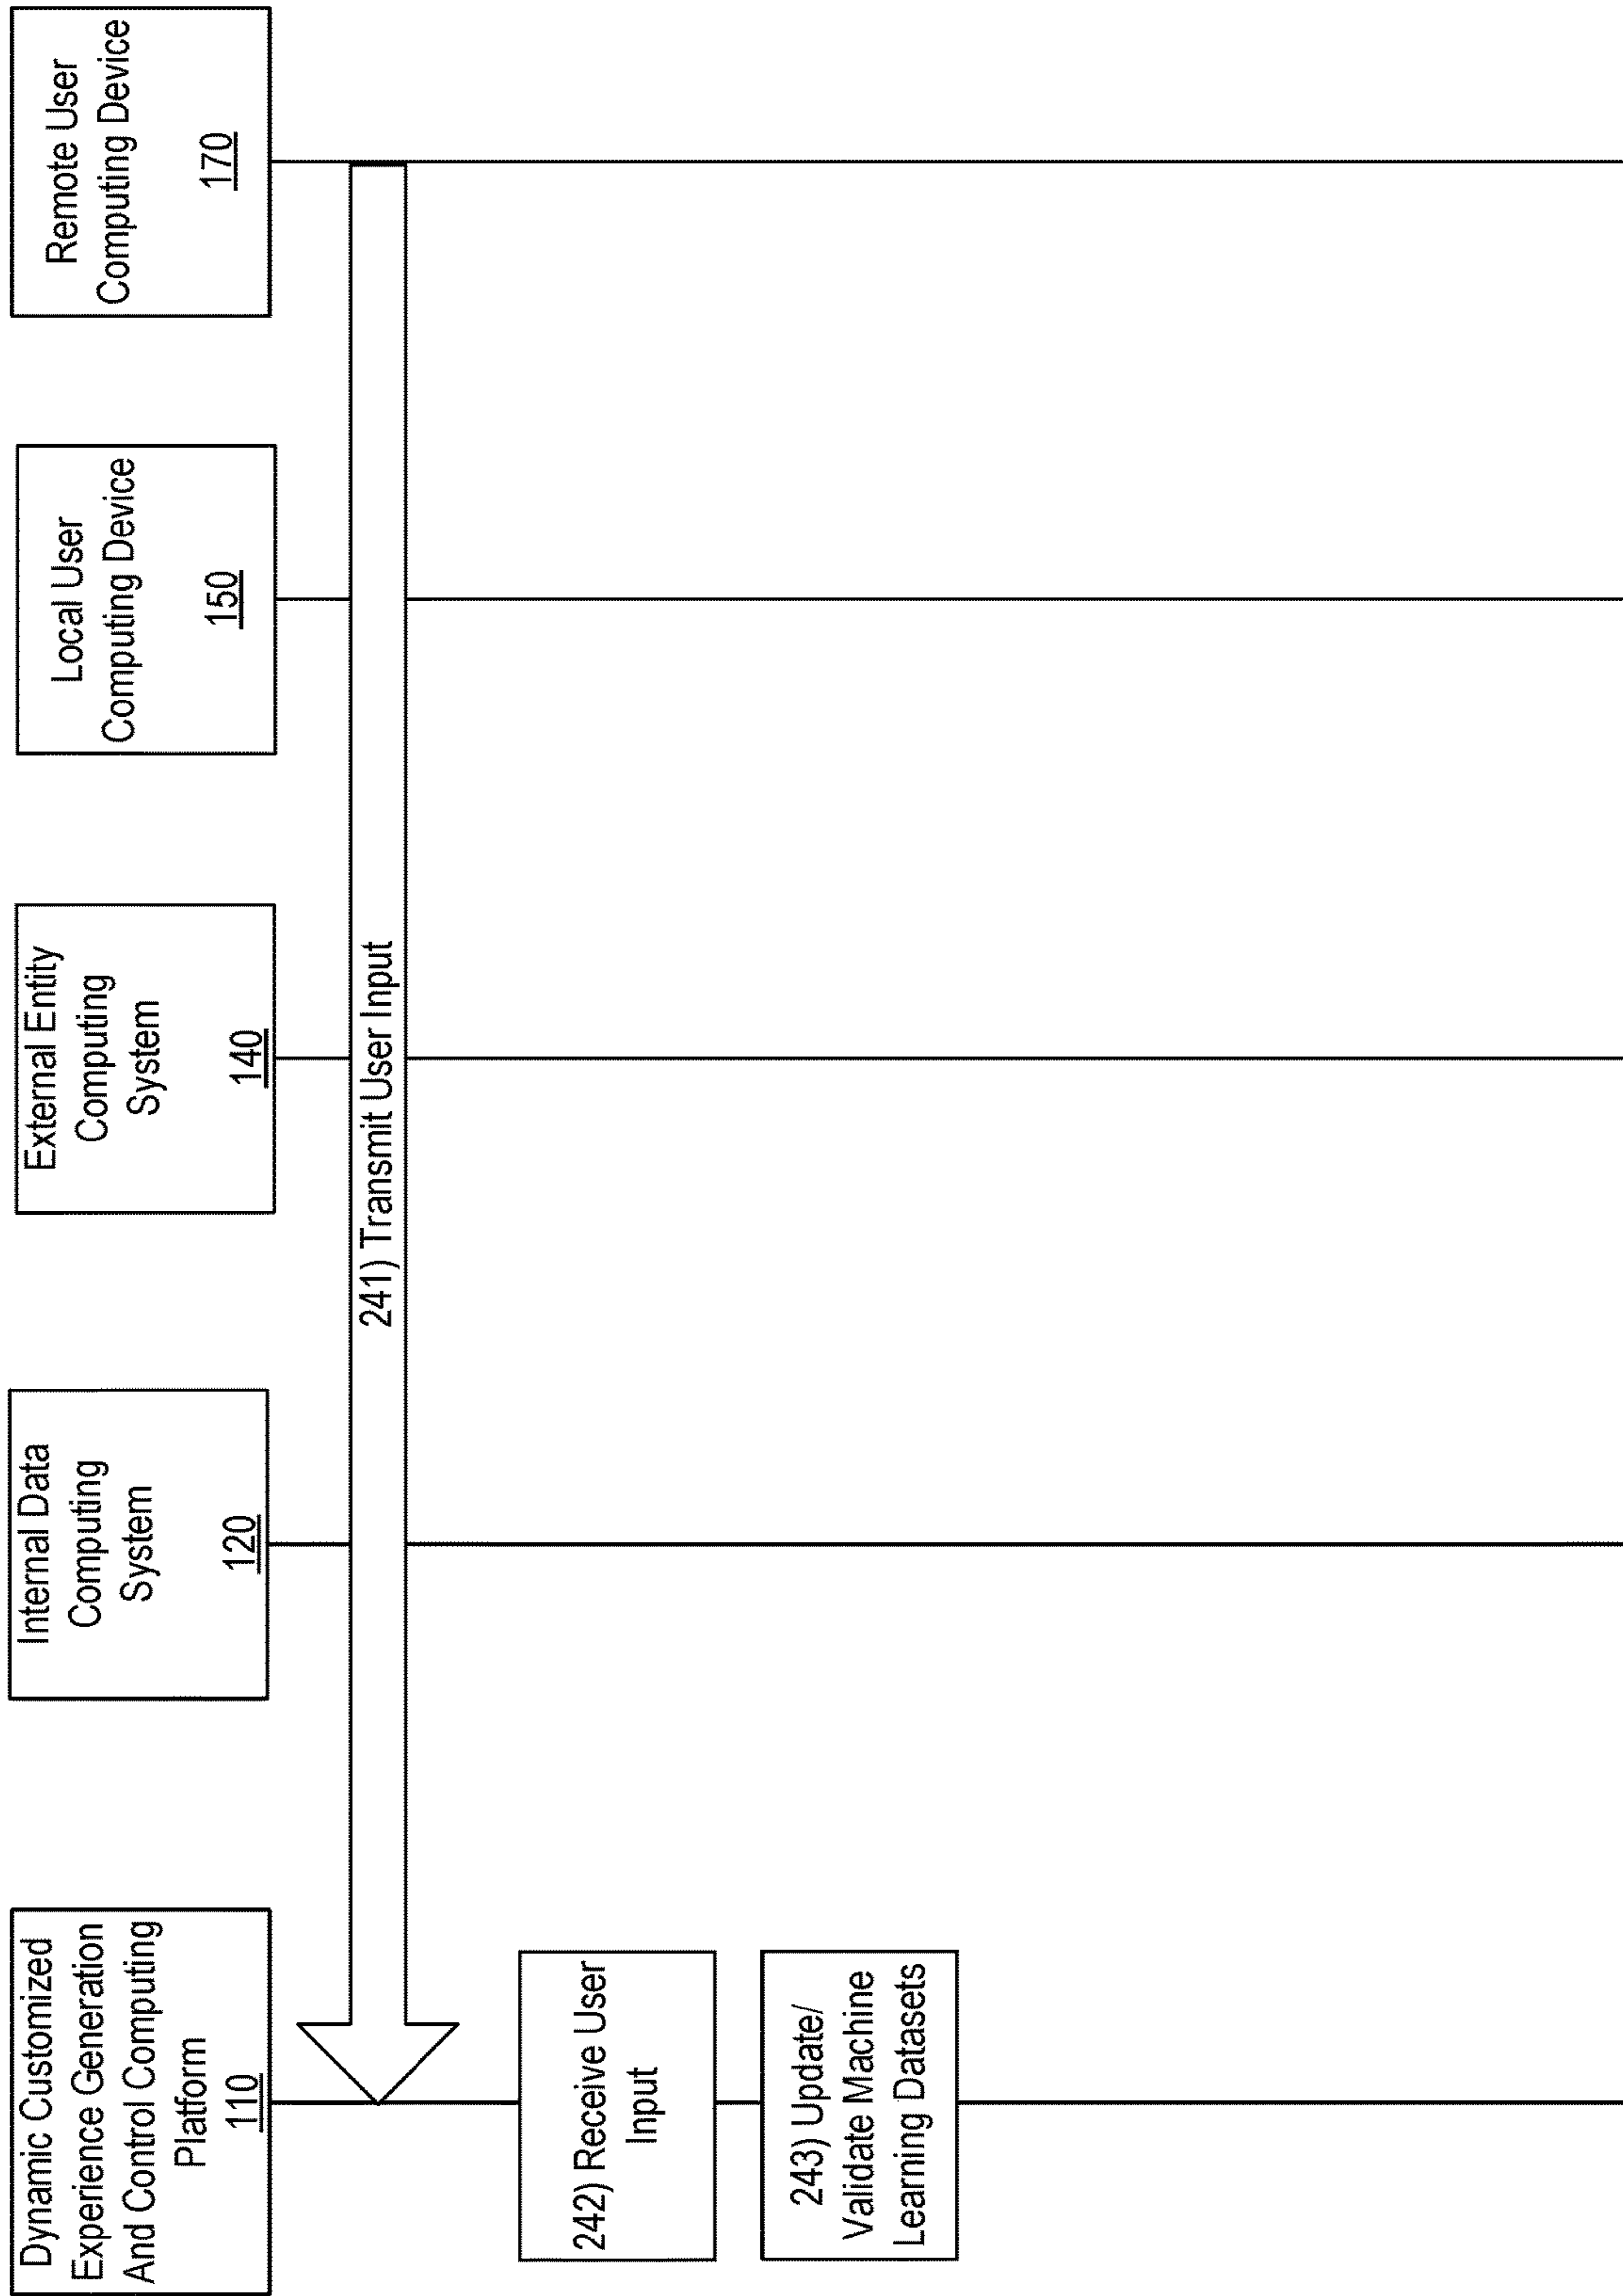 Dynamic Customized
Experience Generation
And Control Computing
Platform
110
Internal Data
Computing
System
120
External Entity
Computing
System
140
Local User
Computing Device
150
Remote User
Computing Device
170
241) Transmit User Input
242) Receive User
Input
243) Update/
Validate Machine
Learning Datasets